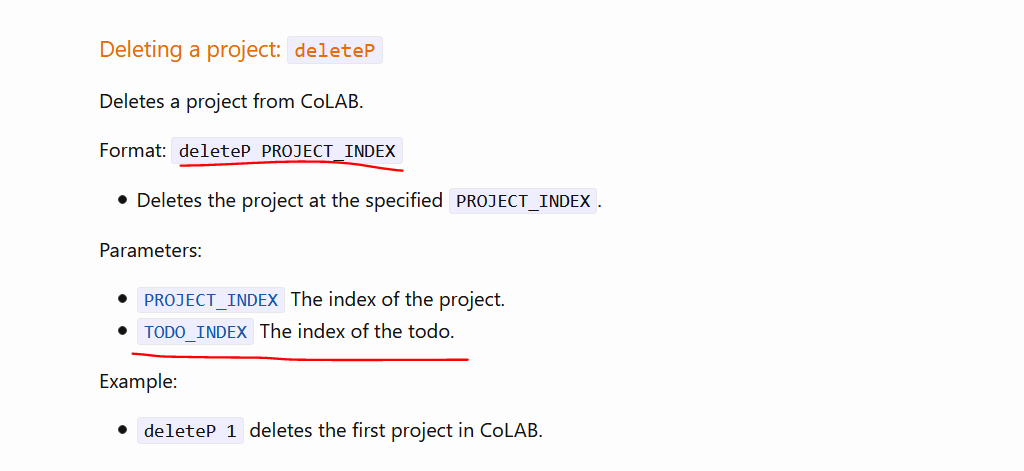 Deleting a project: deleteP
Deletes a project from CoLAB.
Format: deleteP PROJECT_INDEX
• Deletes the project at the specified PROJECT_INDEX.
Parameters:
• PROJECT_INDEX The index of the project.
• TODO_INDEX The index of the todo.
Example:
• deleteP 1 deletes the first project in CoLAB.